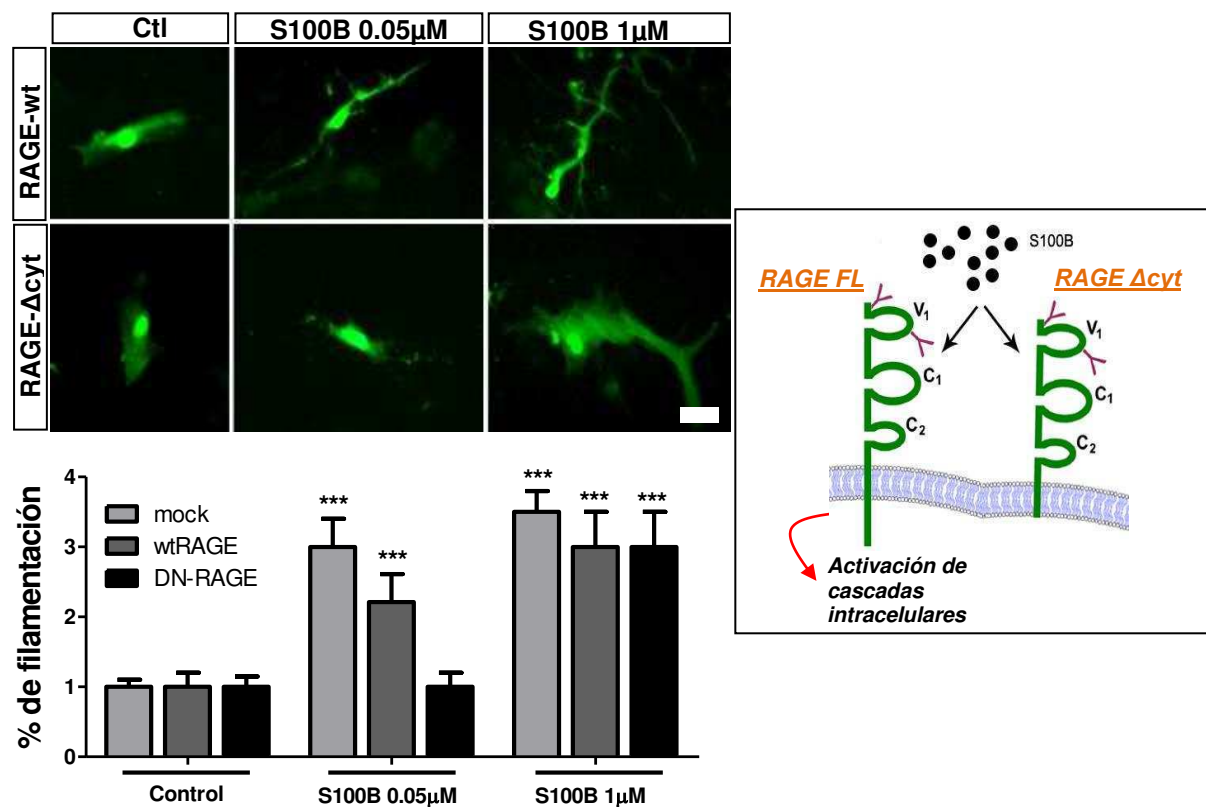 Ctl
S100B 0.05µM
S100B 1µM
RAGE-wt
RAGE-Δcyt
% de filamentación
4
3
2
1
0
mock
wtRAGE
DN-RAGE
***
***
***
***
***
Control
S100B 0.05µM
S100B 1µM
S100B
RAGE FL
RAGE Δcyt
V1
C1
C2
V1
C1
C2
Activación de
cascadas
intracelulares